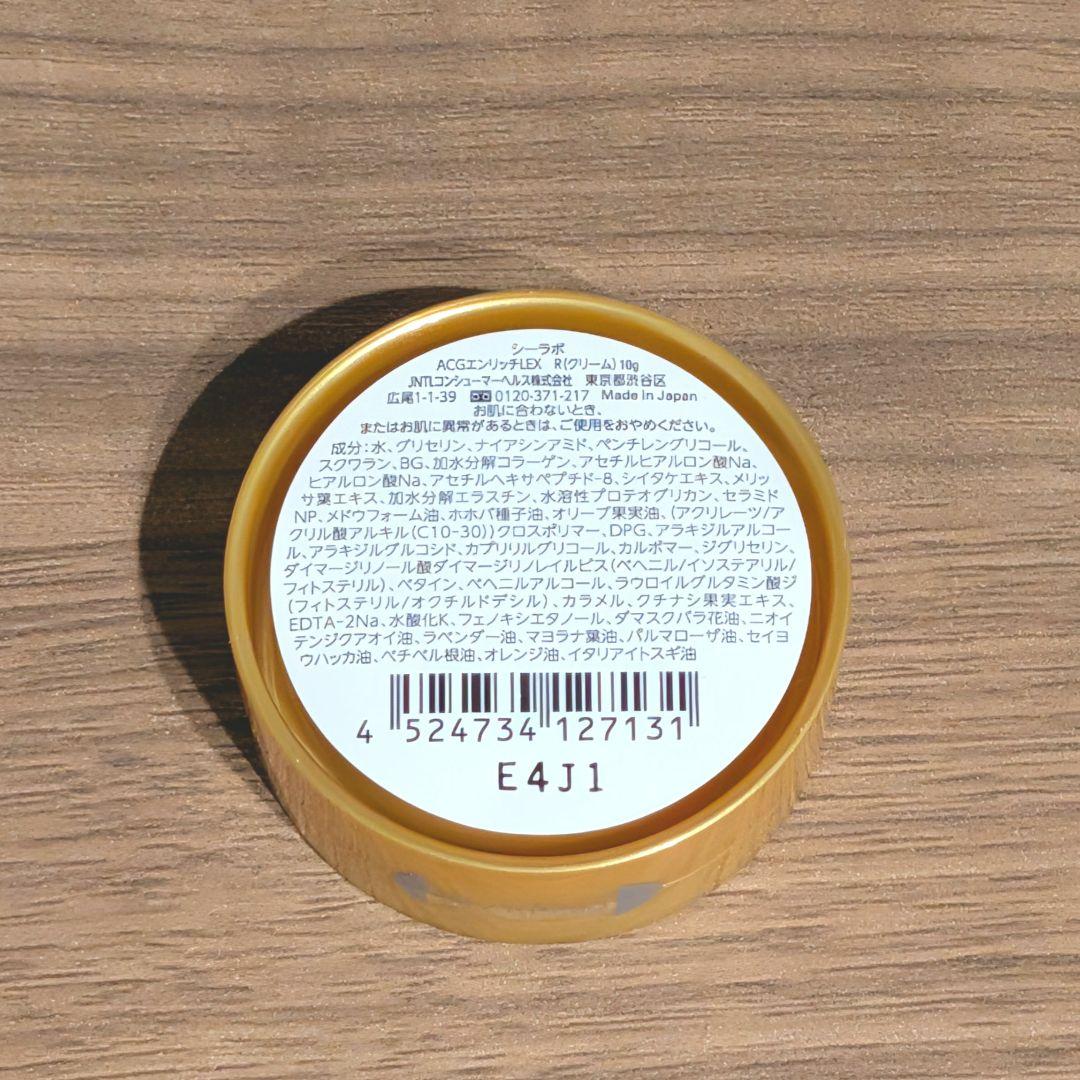 シーラボ
ACGエンリッチLEX R(クリーム)10g
JNTLコンシューマーヘルス株式会社 東京都渋谷区
広尾1-1-39 0120-371-217 Made in Japan
お肌に合わないとき、
またはお肌に異常があるときは、ご使用をおやめください。
成分:水、グリセリン、ナイアシンアミド、ペンチレングリコール、
スクワラン、BG、加水分解コラーゲン、アセチルヒアルロン酸Na、
ヒアルロン酸Na、アセチルヘキサペプチド-8、シイタケエキス、メリッ
サ葉エキス、加水分解エラスチン、水溶性プロテオグリカン、セラミド
NP、メドウフォーム油、ホホバ種子油、オリーブ果実油、(アクリレーツ/ア
クリル酸アルキル(C10-30))クロスポリマー、DPG、アラキジルアルコー
ル、アラキジルグルコシド、カプリリルグリコール、カルボマー、ジグリセリン、
ダイマージリノール酸ダイマージリノレイルビス(ベヘニル/イソステアリル/
フィトステリル)、ベタイン、ベヘニルアルコール、ラウロイルグルタミン酸ジ
(フィトステリル/オクチルドデシル)、カラメル、クチナシ果実エキス、
EDTA-2Na、水酸化K、フェノキシエタノール、ダマスクバラ花油、ニオイ
テンジクアオイ油、ラベンダー油、マヨラナ葉油、パルマローザ油、セイヨ
ウハッカ油、ベチベル根油、オレンジ油、イタリアイトスギ油
4 524734 127131
E4J1